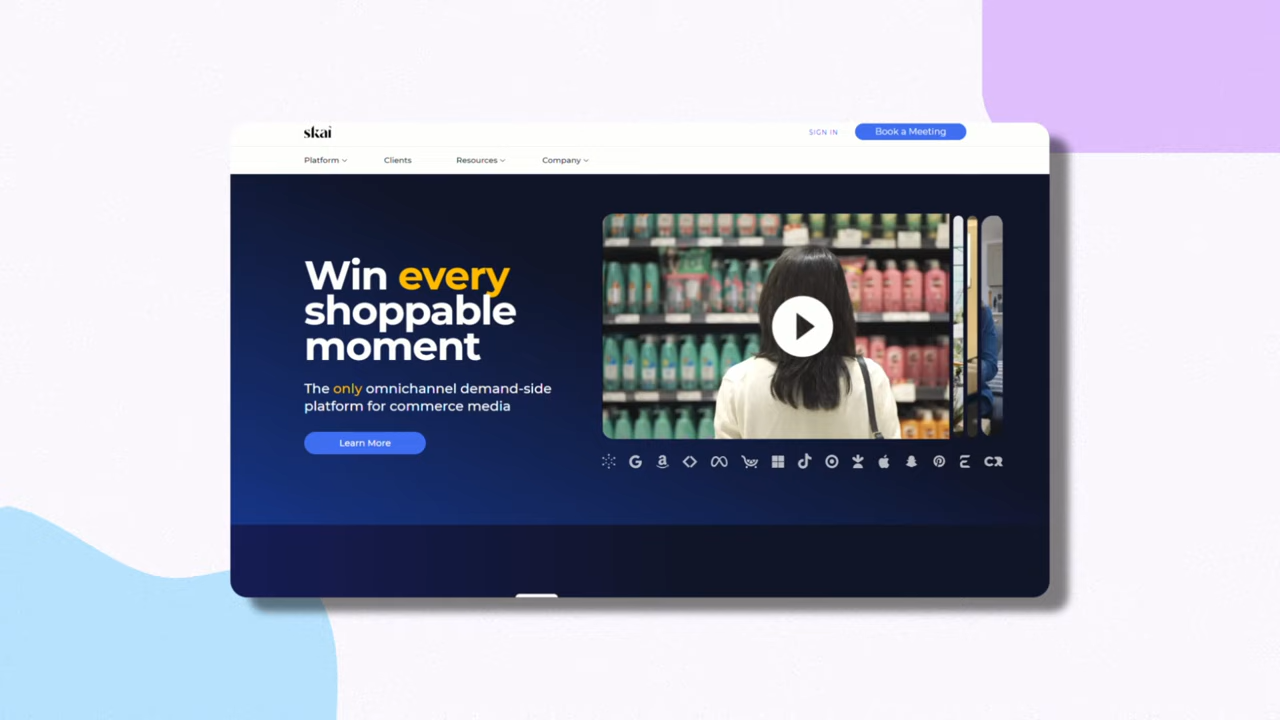 skai
SIGN IN
Book a Meeting
Platform
Clients
Resources
Company
Win every
shoppable
moment
The only omnichannel demand-side
platform for commerce media
Learn More